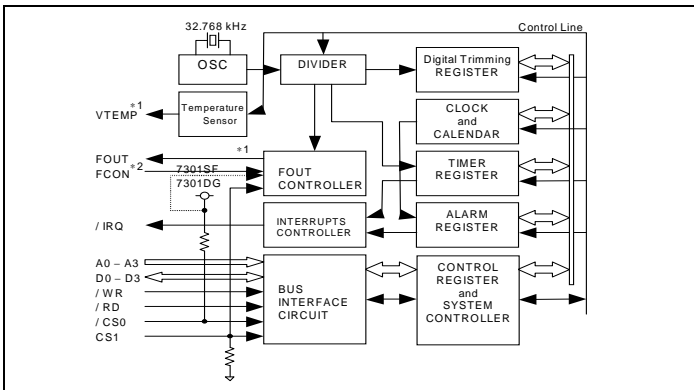 32.768 kHz
Control Line
OSC
DIVIDER
Digital Trimming
REGISTER
VTEMP *1
Temperature
Sensor
CLOCK
and
CALENDAR
FOUT
*1
FCON *2
7301SF
7301DG
FOUT
CONTROLLER
TIMER
REGISTER
/ IRQ
INTERRUPTS
CONTROLLER
ALARM
REGISTER
A0 – A3
D0 – D3
/ WR
/ RD
/ CS0
CS1
BUS
INTERFACE
CIRCUIT
CONTROL
REGISTER
and
SYSTEM
CONTROLLER